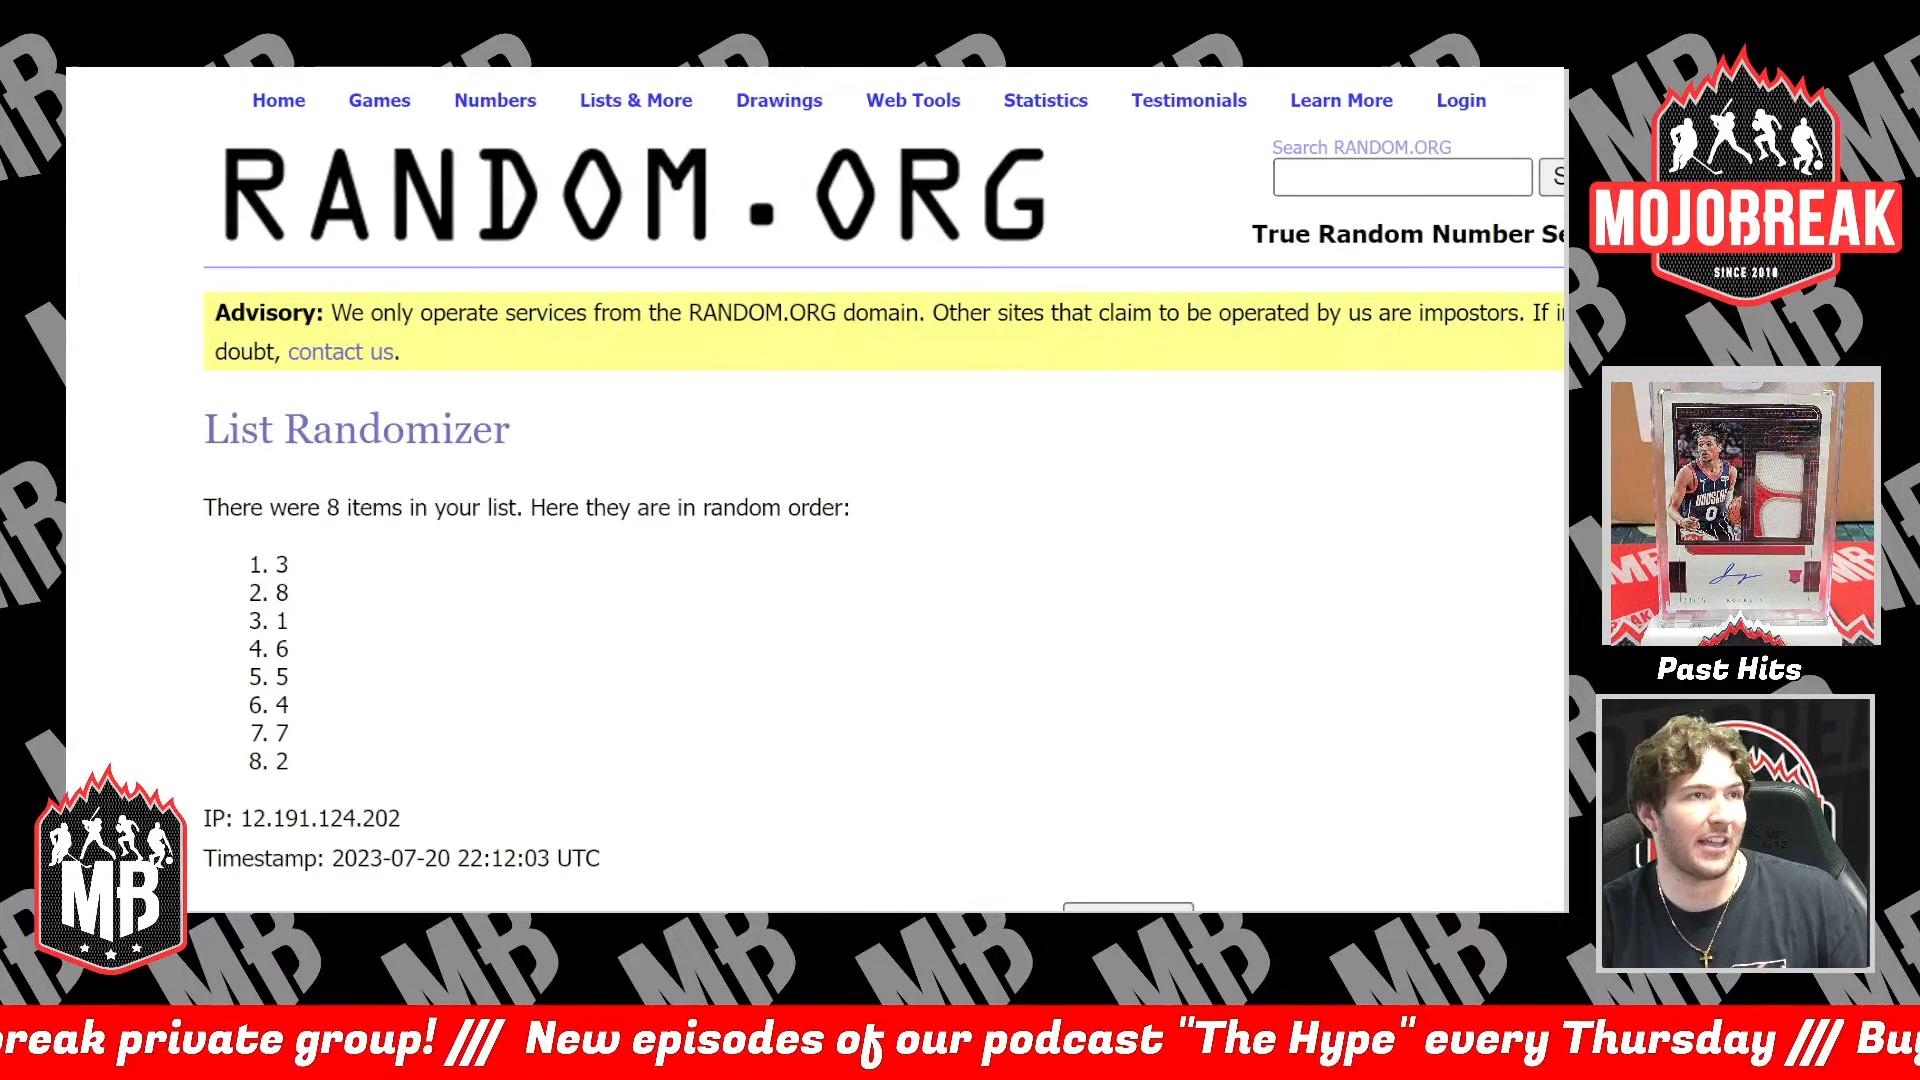 Home Games Numbers Lists & More Drawings Web Tools Statistics Testimonials Learn More Login
RANDOM.ORG
Search RANDOM.ORG
S
True Random Number Se
Advisory: We only operate services from the RANDOM.ORG domain. Other sites that claim to be operated by us are impostors. If in
doubt, contact us.
List Randomizer
There were 8 items in your list. Here they are in random order:
1. 3
2. 8
3. 1
4. 6
5. 5
6. 4
7. 7
8. 2
IP: 12.191.124.202
Timestamp: 2023-07-20 22:12:03 UTC
MOJOBREAK
SINCE 2010
ROCKETS
Past Hits
MB
break private group! /// New episodes of our podcast "The Hype" every Thursday /// Buy